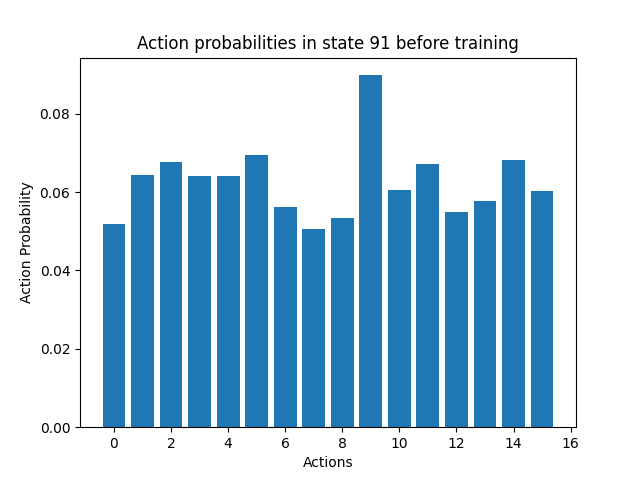 Action probabilities in state 91 before training
Action Probability
0.08
0.06
0.04
0.02
0.00
0 2 4 6 8 10 12 14 16
Actions